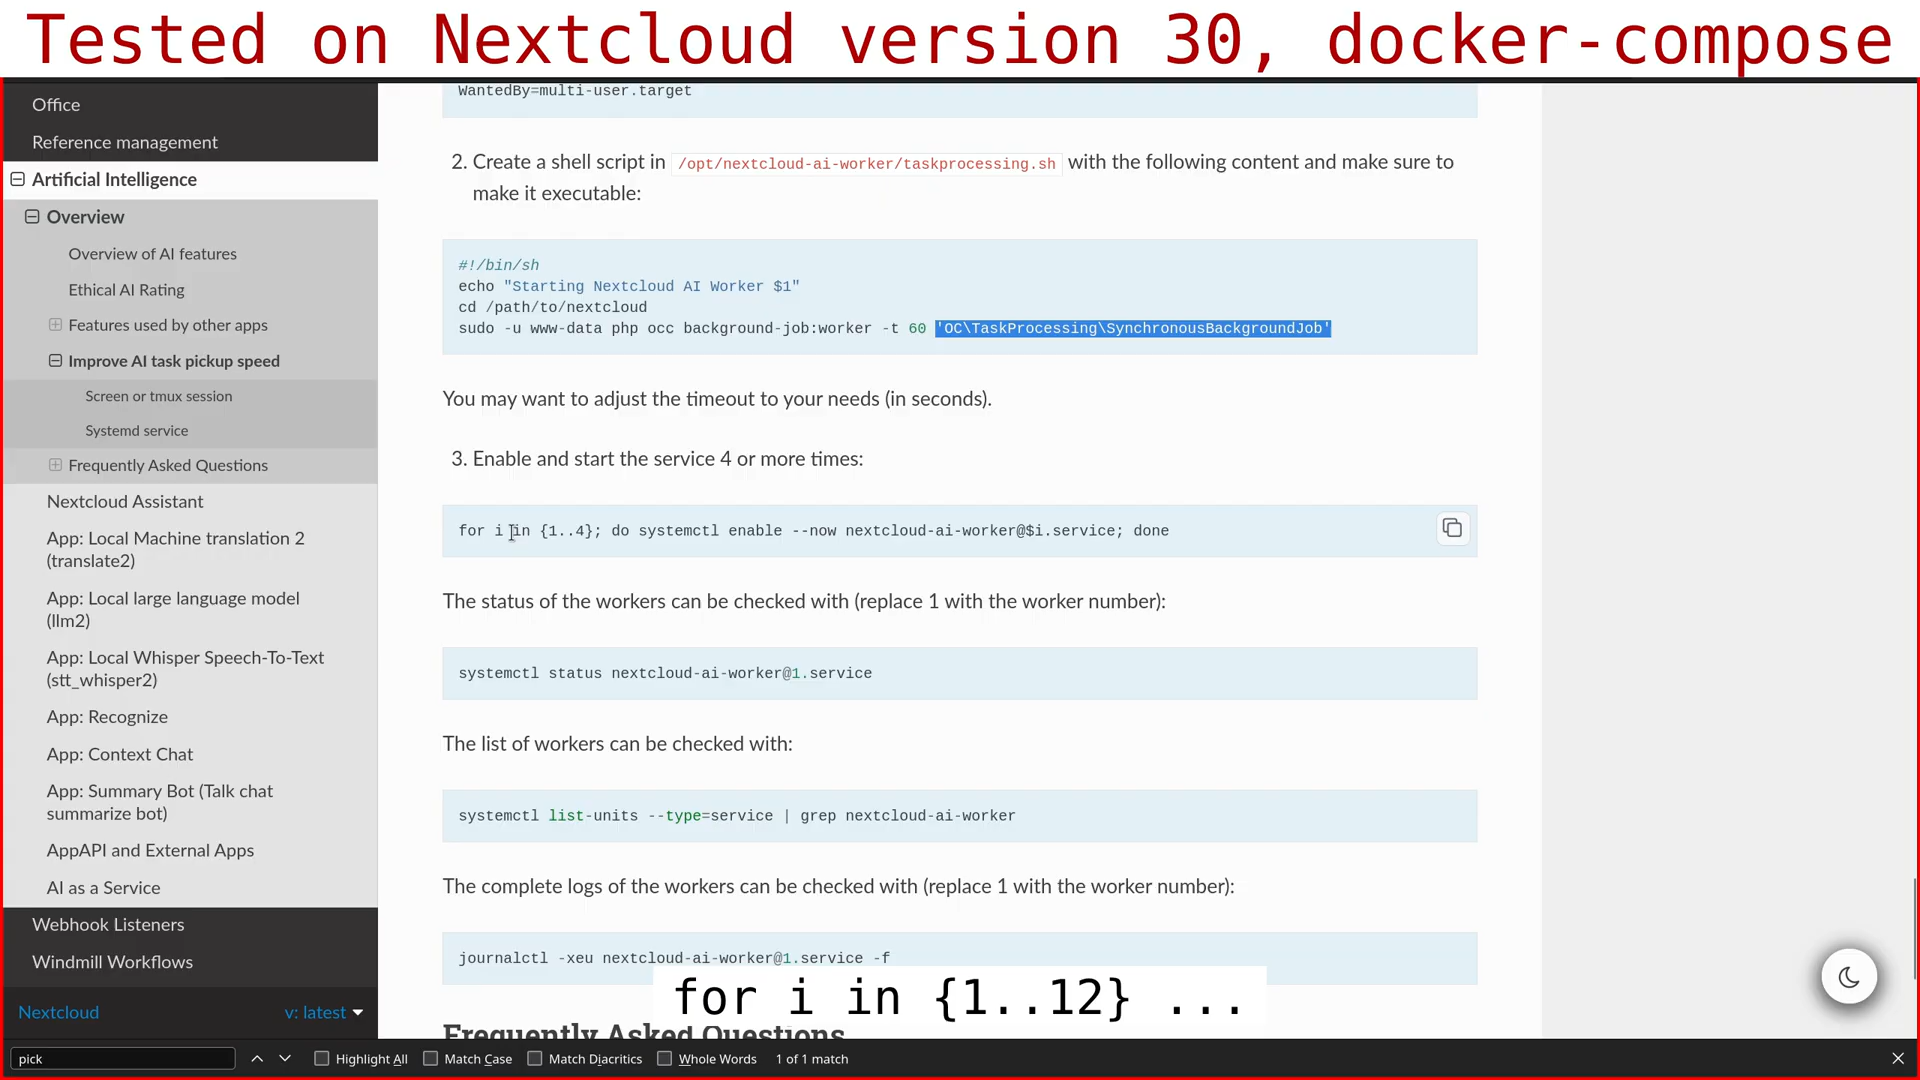 Tested on Nextcloud version 30, docker-compose
Office
Reference management
Artificial Intelligence
Overview
Overview of AI features
Ethical AI Rating
Features used by other apps
Improve AI task pickup speed
Screen or tmux session
Systemd service
Frequently Asked Questions
Nextcloud Assistant
App: Local Machine translation 2
(translate2)
App: Local large language model
(llm2)
App: Local Whisper Speech-To-Text
(stt_whisper2)
App: Recognize
App: Context Chat
App: Summary Bot (Talk chat
summarize bot)
AppAPI and External Apps
AI as a Service
Webhook Listeners
Windmill Workflows
Nextcloud v: latest
WantedBy=multi-user.target
2. Create a shell script in /opt/nextcloud-ai-worker/taskprocessing.sh with the following content and make sure to
make it executable:
#!/bin/sh
echo "Starting Nextcloud AI Worker $1"
cd /path/to/nextcloud
sudo -u www-data php occ background-job:worker -t 60 'OC\TaskProcessing\SynchronousBackgroundJob'
You may want to adjust the timeout to your needs (in seconds).
3. Enable and start the service 4 or more times:
for i in {1..4}; do systemctl enable --now nextcloud-ai-worker@$i.service; done
The status of the workers can be checked with (replace 1 with the worker number):
systemctl status nextcloud-ai-worker@1.service
The list of workers can be checked with:
systemctl list-units --type=service | grep nextcloud-ai-worker
The complete logs of the workers can be checked with (replace 1 with the worker number):
journalctl -xeu nextcloud-ai-worker@1.service -f
for i in {1..12} ...
Frequently Asked Questions
pick
Highlight All
Match Case
Match Diacritics
Whole Words
1 of 1 match